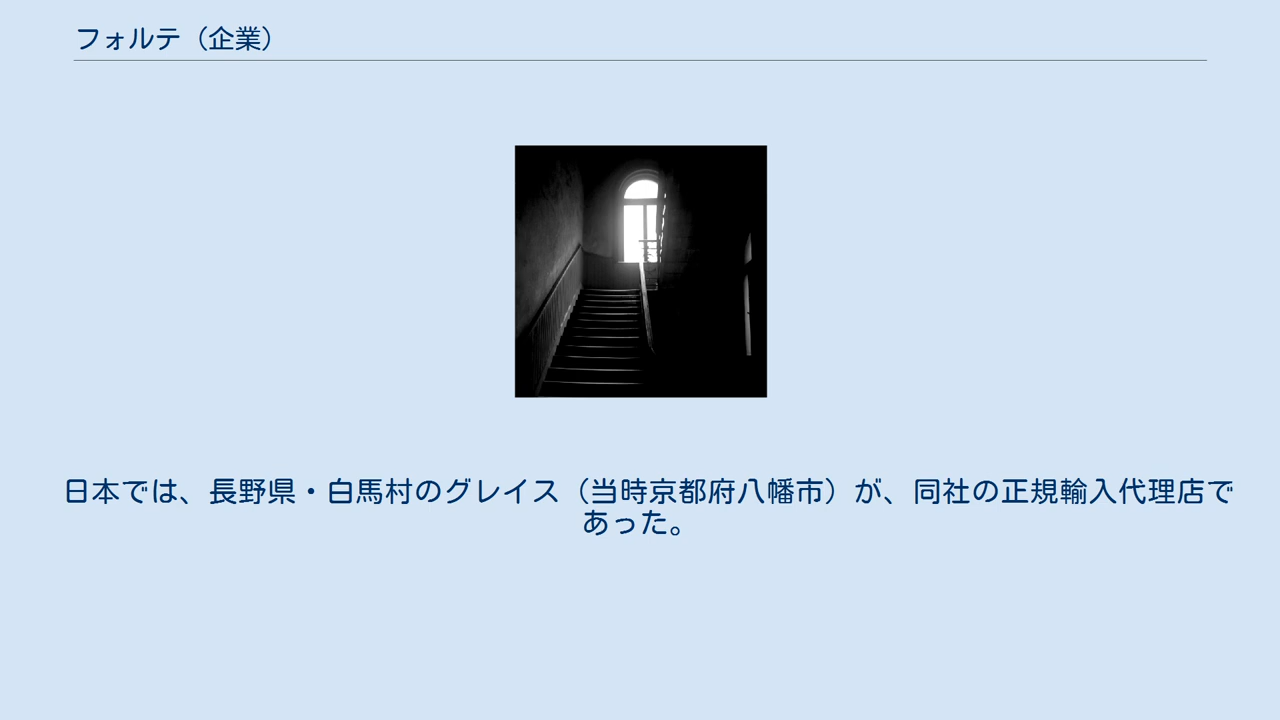 フォルテ（企業）
日本では、長野県・白馬村のグレイス（当時京都府八幡市）が、同社の正規輸入代理店で
あった。